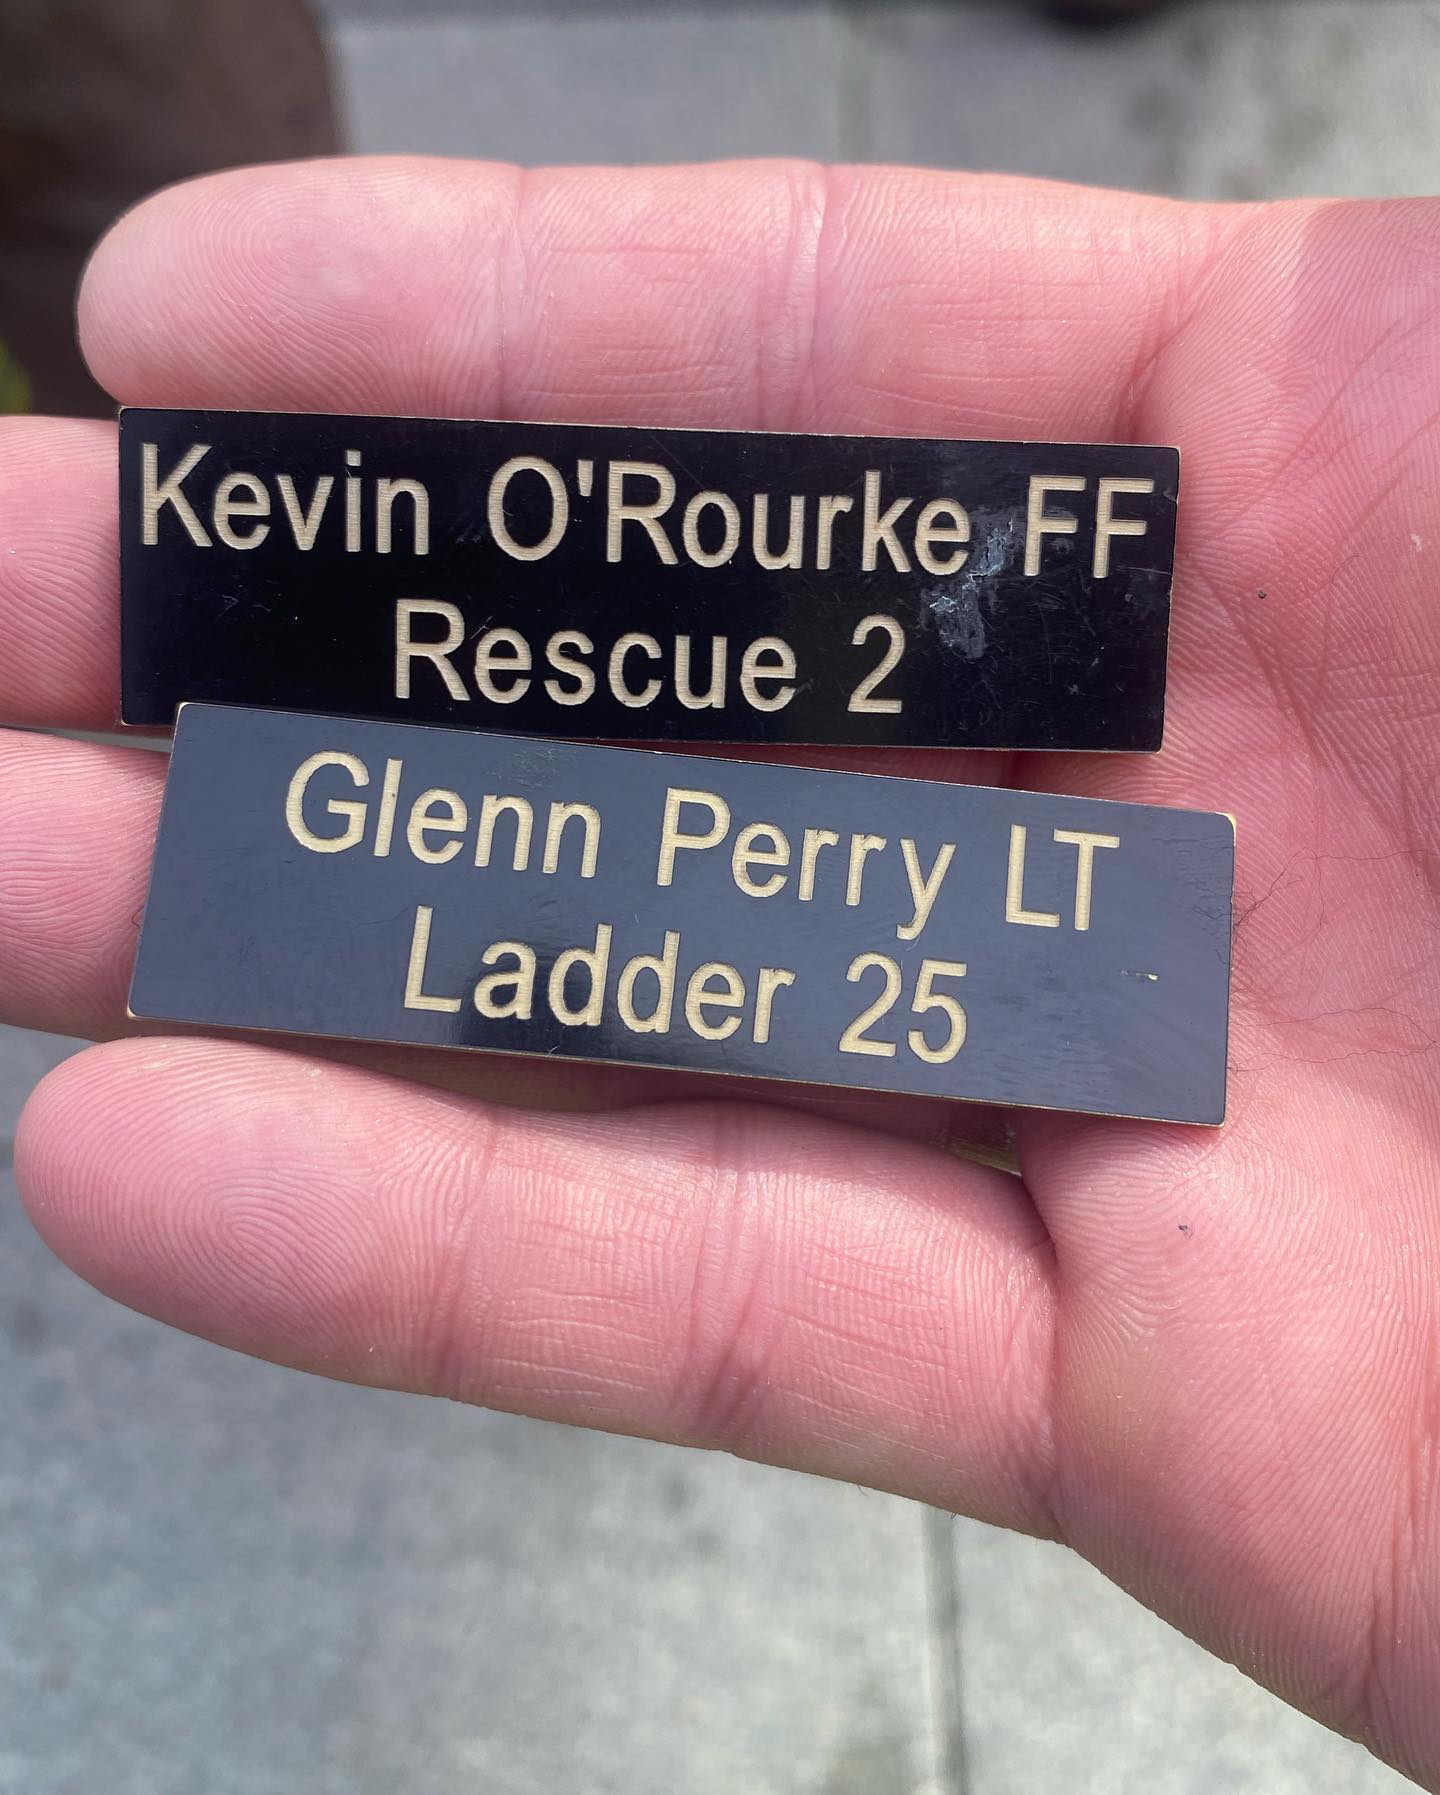 Kevin O'Rourke FF
Rescue 2
Glenn Perry LT
Ladder 25